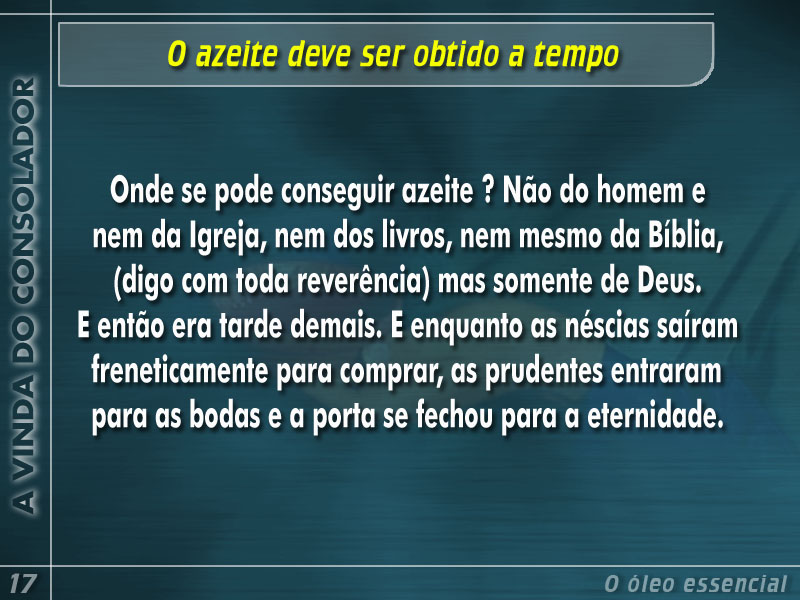 O azeite deve ser obtido a tempo
A VINDA DO CONSOLADOR
Onde se pode conseguir azeite ? Não do homem e
nem da Igreja, nem dos livros, nem mesmo da Bíblia,
(digo com toda reverência) mas somente de Deus.
E então era tarde demais. E enquanto as néscias saíram
freneticamente para comprar, as prudentes entraram
para as bodas e a porta se fechou para a eternidade.
17
O óleo essencial